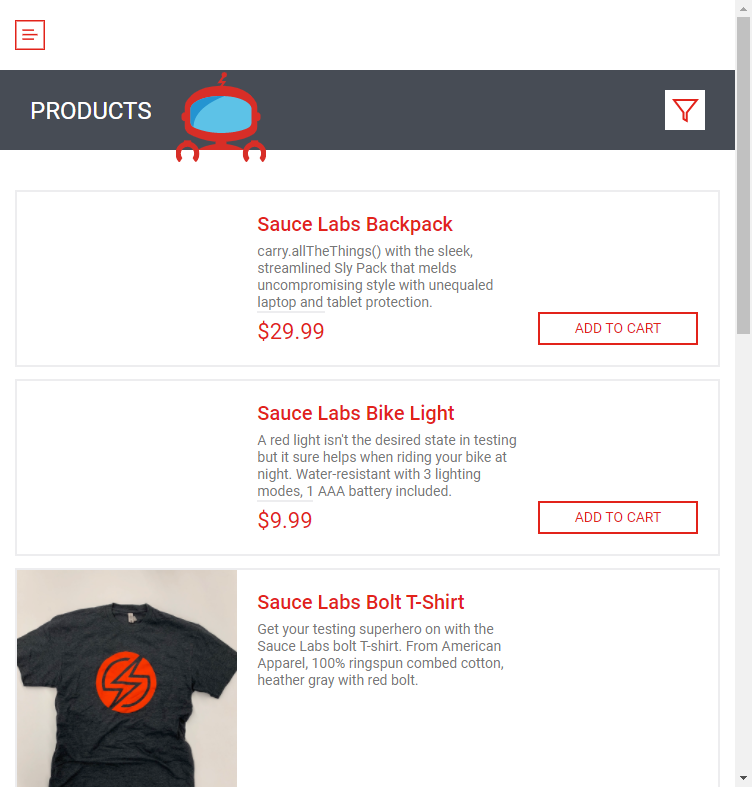 PRODUCTS
Sauce Labs Backpack
carry.allTheThings() with the sleek,
streamlined Sly Pack that melds
uncompromising style with unequaled
laptop and tablet protection.
$29.99
ADD TO CART
Sauce Labs Bike Light
A red light isn't the desired state in testing
but it sure helps when riding your bike at
night. Water-resistant with 3 lighting
modes, 1 AAA battery included.
$9.99
ADD TO CART
Sauce Labs Bolt T-Shirt
Get your testing superhero on with the
Sauce Labs bolt T-shirt. From American
Apparel, 100% ringspun combed cotton,
heather gray with red bolt.